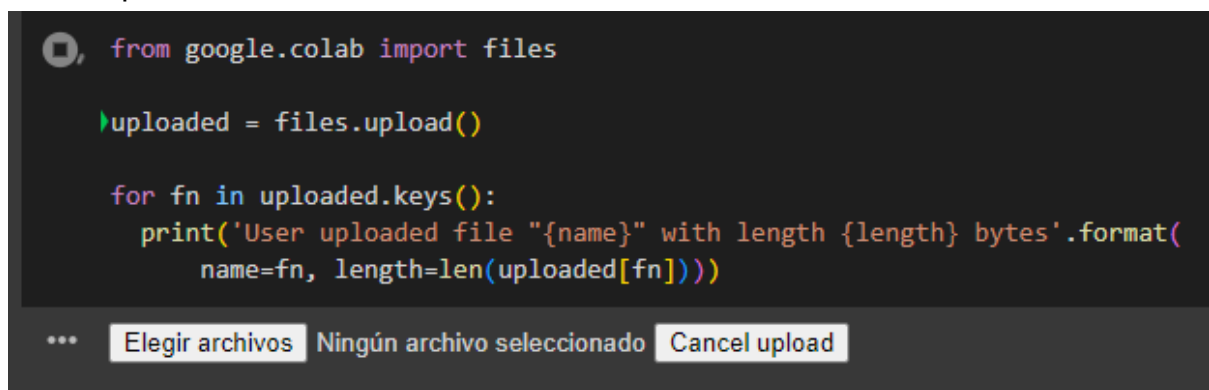 from google.colab import files
uploaded = files.upload()
for fn in uploaded.keys():
print('User uploaded file "{name}" with length {length} bytes'.format(
name=fn, length=len(uploaded[fn])))
... Elegir archivos Ningún archivo seleccionado Cancel upload